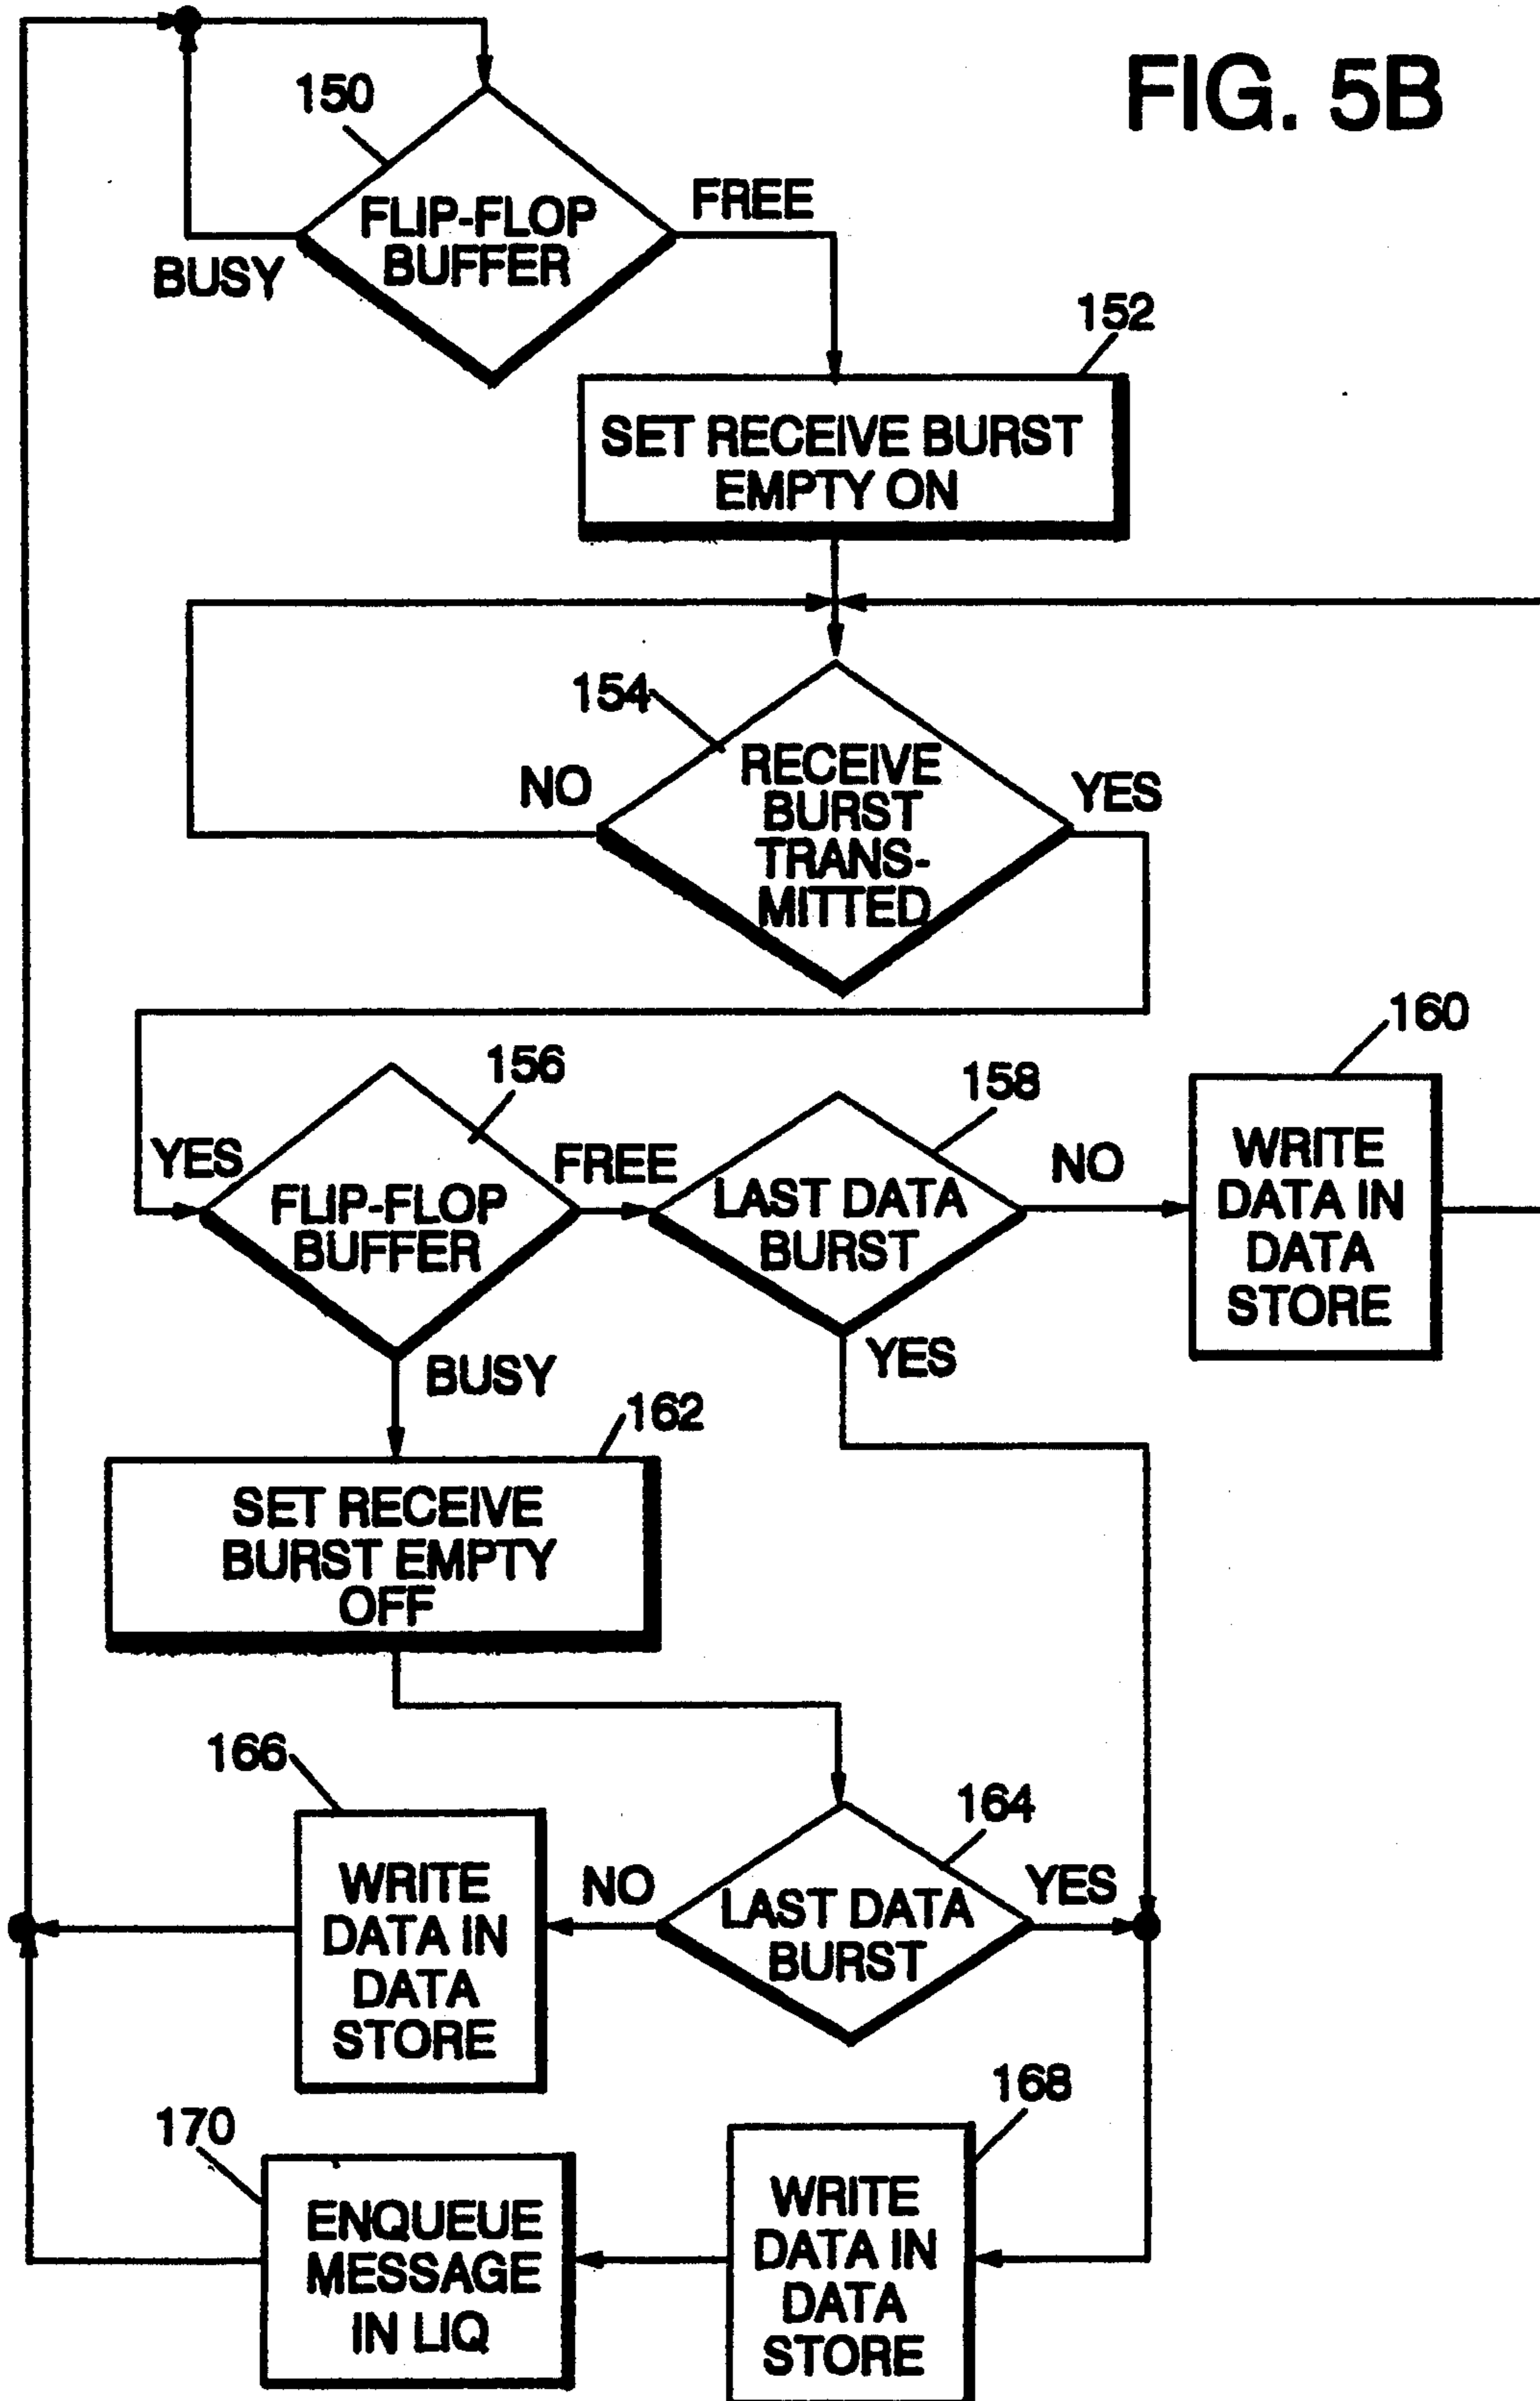 FIG. 5B
150
FLIP-FLOP
BUFFER
FREE
BUSY
152
SET RECEIVE BURST
EMPTY ON
154
RECEIVE
BURST
TRANS-
MITTED
NO
YES
156
YES
FLIP-FLOP
BUFFER
FREE
BUSY
158
LAST DATA
BURST
NO
YES
160
WRITE
DATA IN
DATA
STORE
162
SET RECEIVE
BURST EMPTY
OFF
164
LAST DATA
BURST
NO
YES
166
WRITE
DATA IN
DATA
STORE
168
WRITE
DATA IN
DATA
STORE
170
ENQUEUE
MESSAGE
IN LIQ